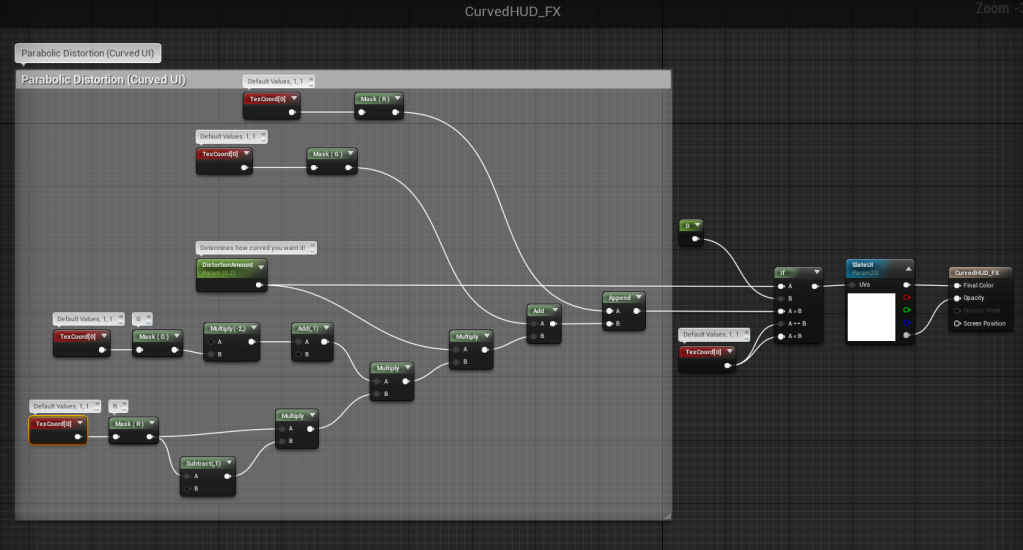 CurvedHUD_FX
Zoom -3
Parabolic Distortion (Curved UI)
Parabolic Distortion (Curved UI)
Default Values, 1, 1
TexCoord[0]
Mask ( R )
Default Values, 1, 1
TexCoord[0]
Mask ( G )
Determines how curved you want it!
DistortionAmount
Param (0.2)
0
If
A
B
A > B
A == B
A < B
SlateUI
Param2D
UVs
CurvedHUD_FX
Final Color
Opacity
Opacity Mask
Screen Position
Append
A
B
Add
A
B
Default Values, 1, 1
TexCoord[0]
Default Values, 1, 1
TexCoord[0]
G
Mask ( G )
Multiply(-2,)
A
B
Add(,1)
A
B
Multiply
A
B
Multiply
A
B
Default Values, 1, 1
TexCoord[0]
R
Mask ( R )
Multiply
A
B
Subtract(,1)
A
B